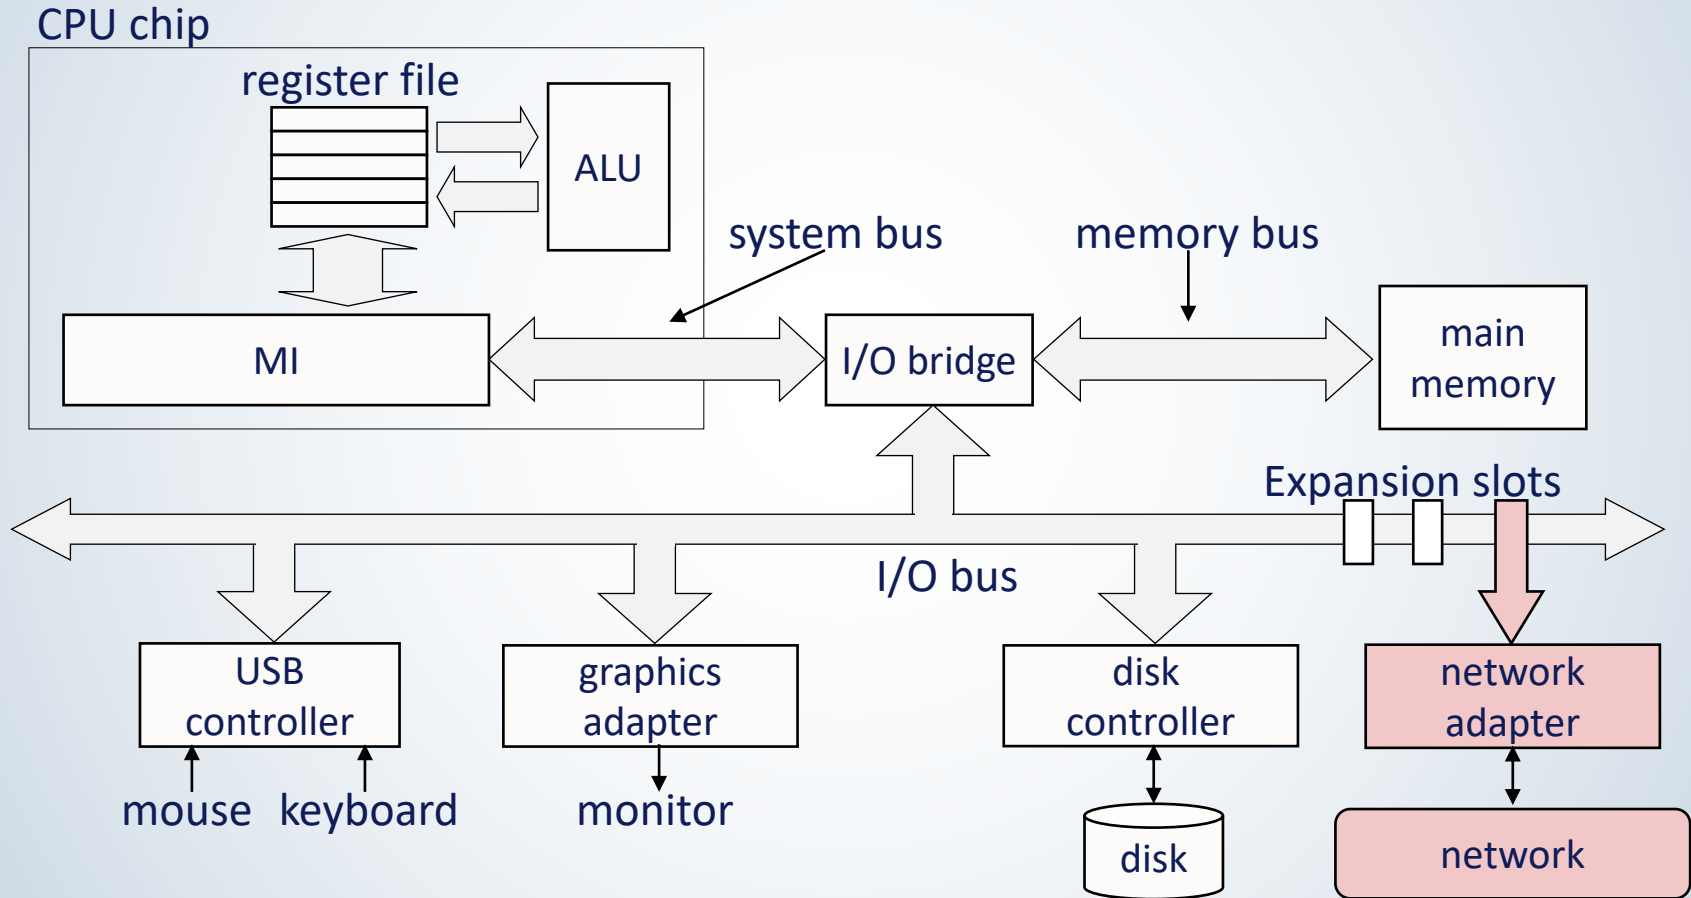 CPU chip
register file
ALU
system bus
memory bus
MI
I/O bridge
main
memory
Expansion slots
I/O bus
USB
controller
graphics
adapter
disk
controller
network
adapter
mouse
keyboard
monitor
disk
network